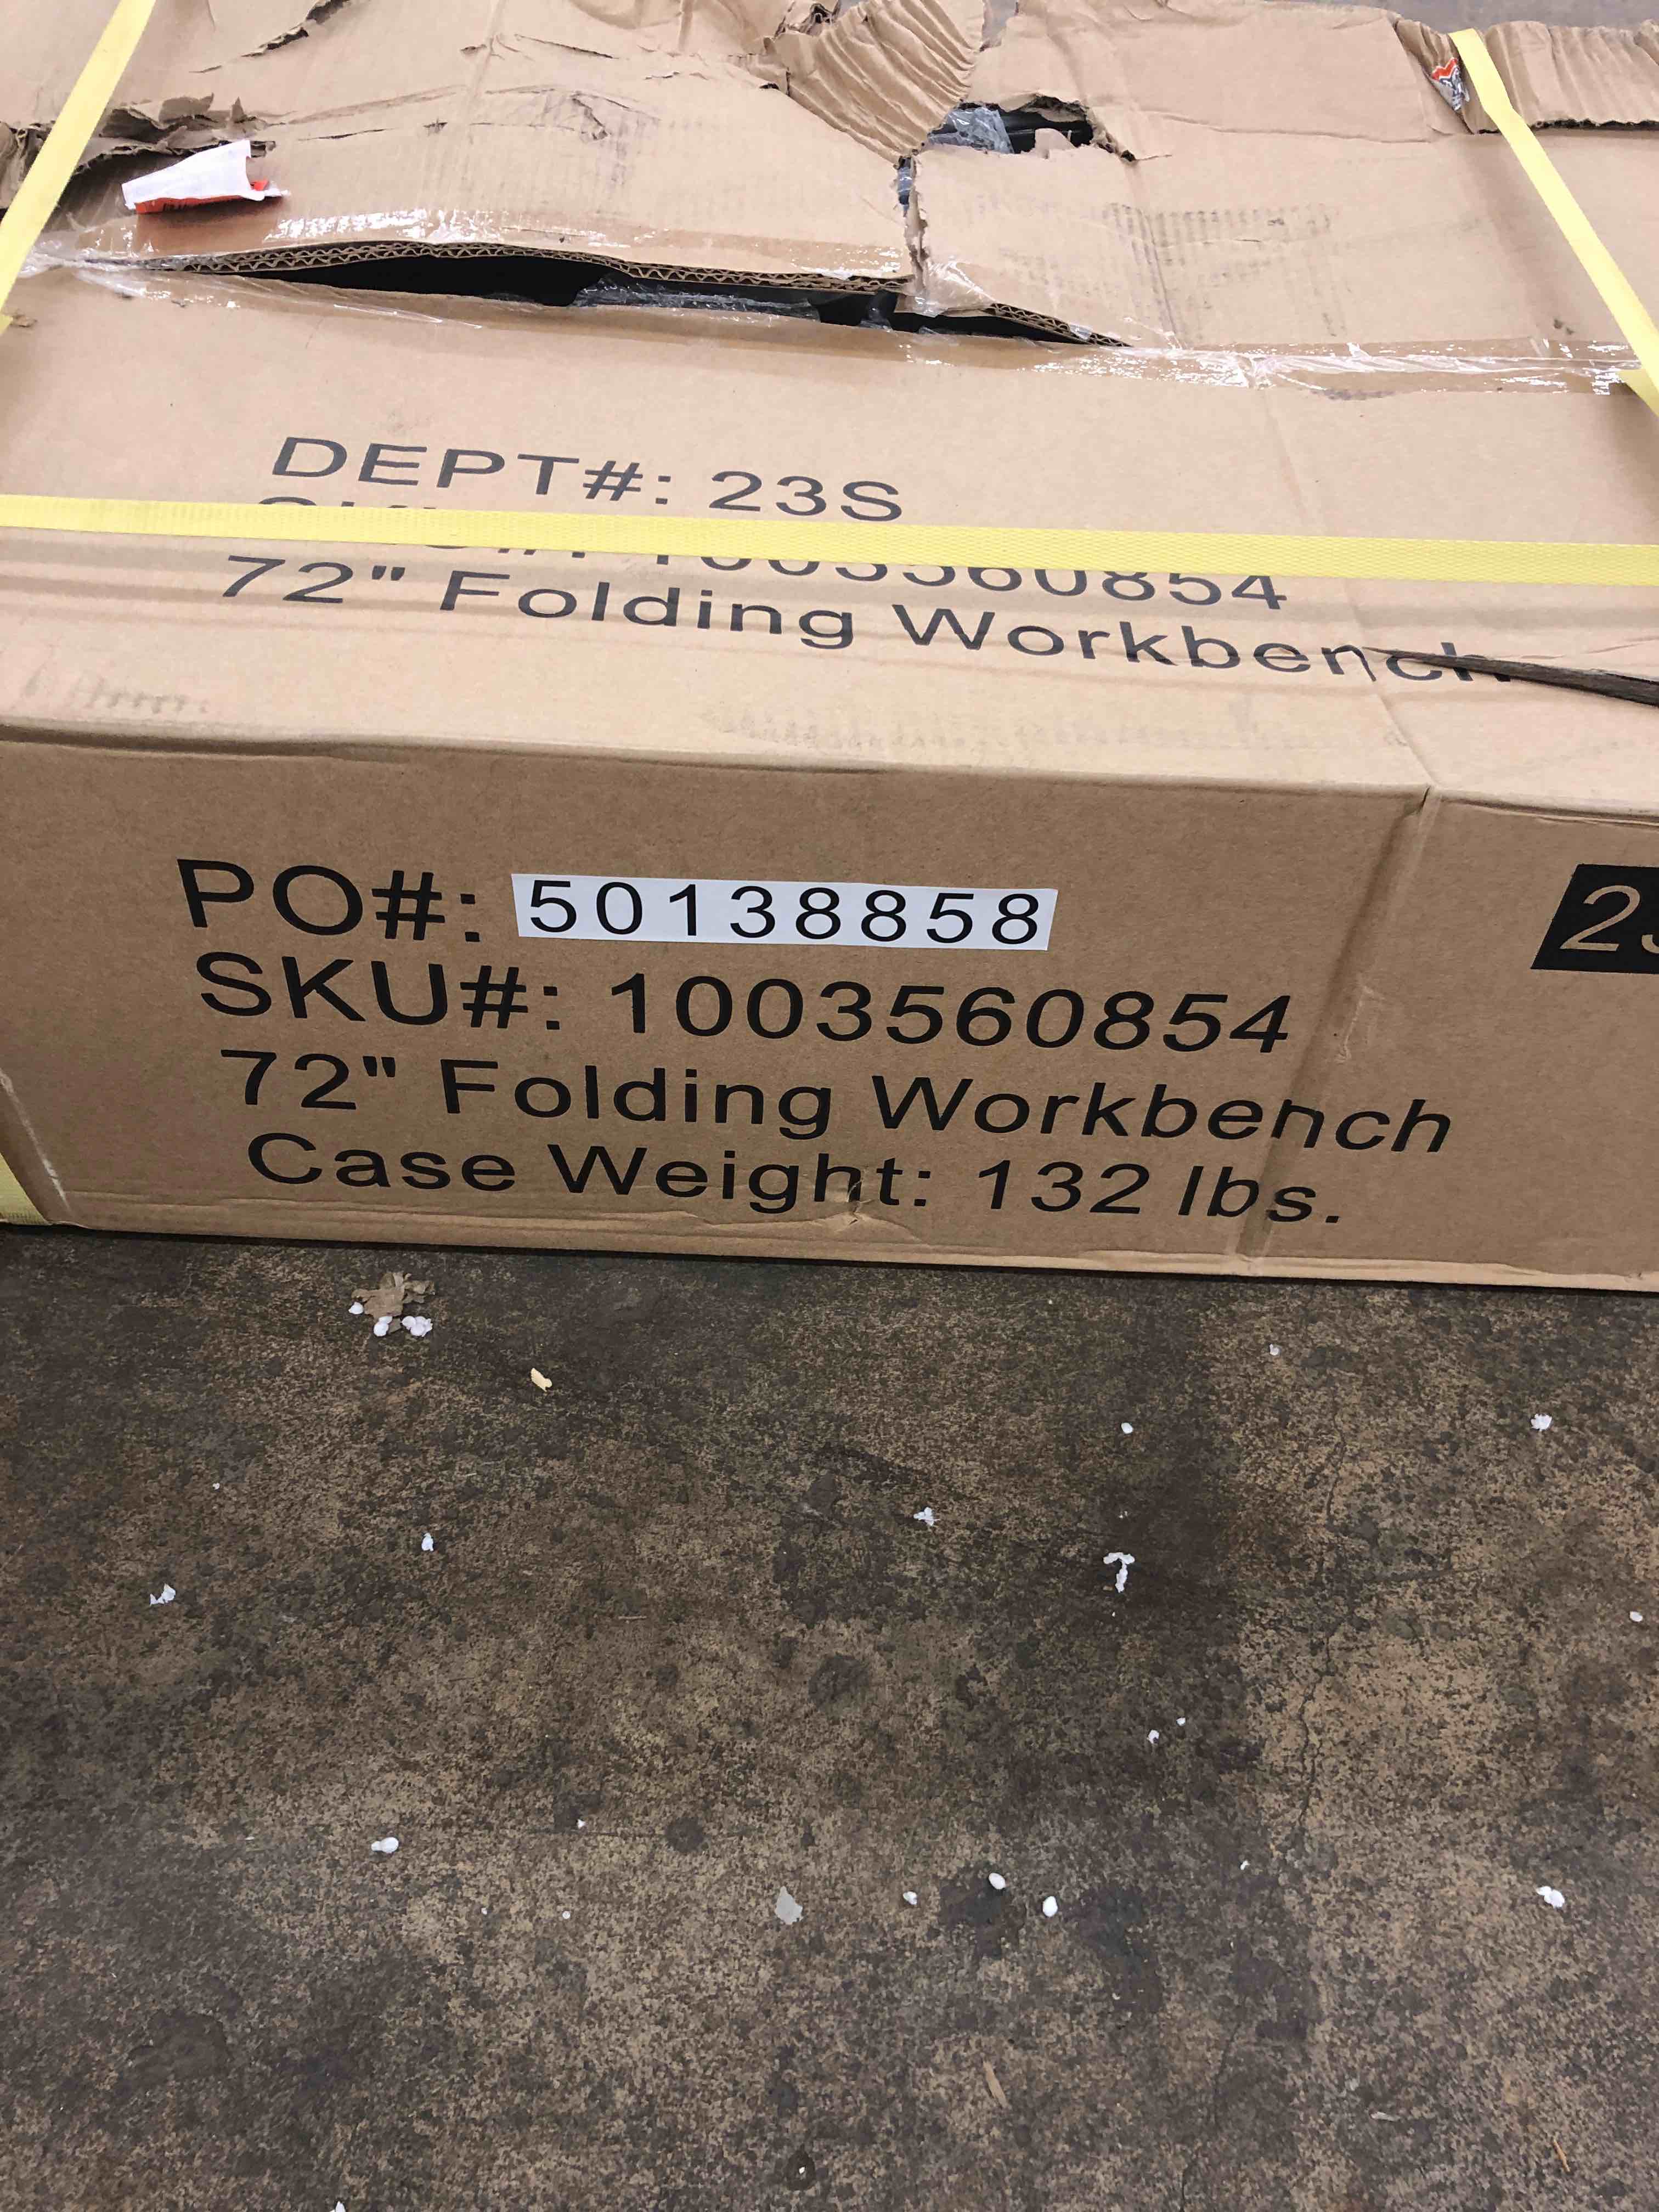 DEPT#: 23S
72" Folding Workbench
PO#: 50138858
SKU#: 1003560854
72" Folding Workbench
Case Weight: 132 lbs.